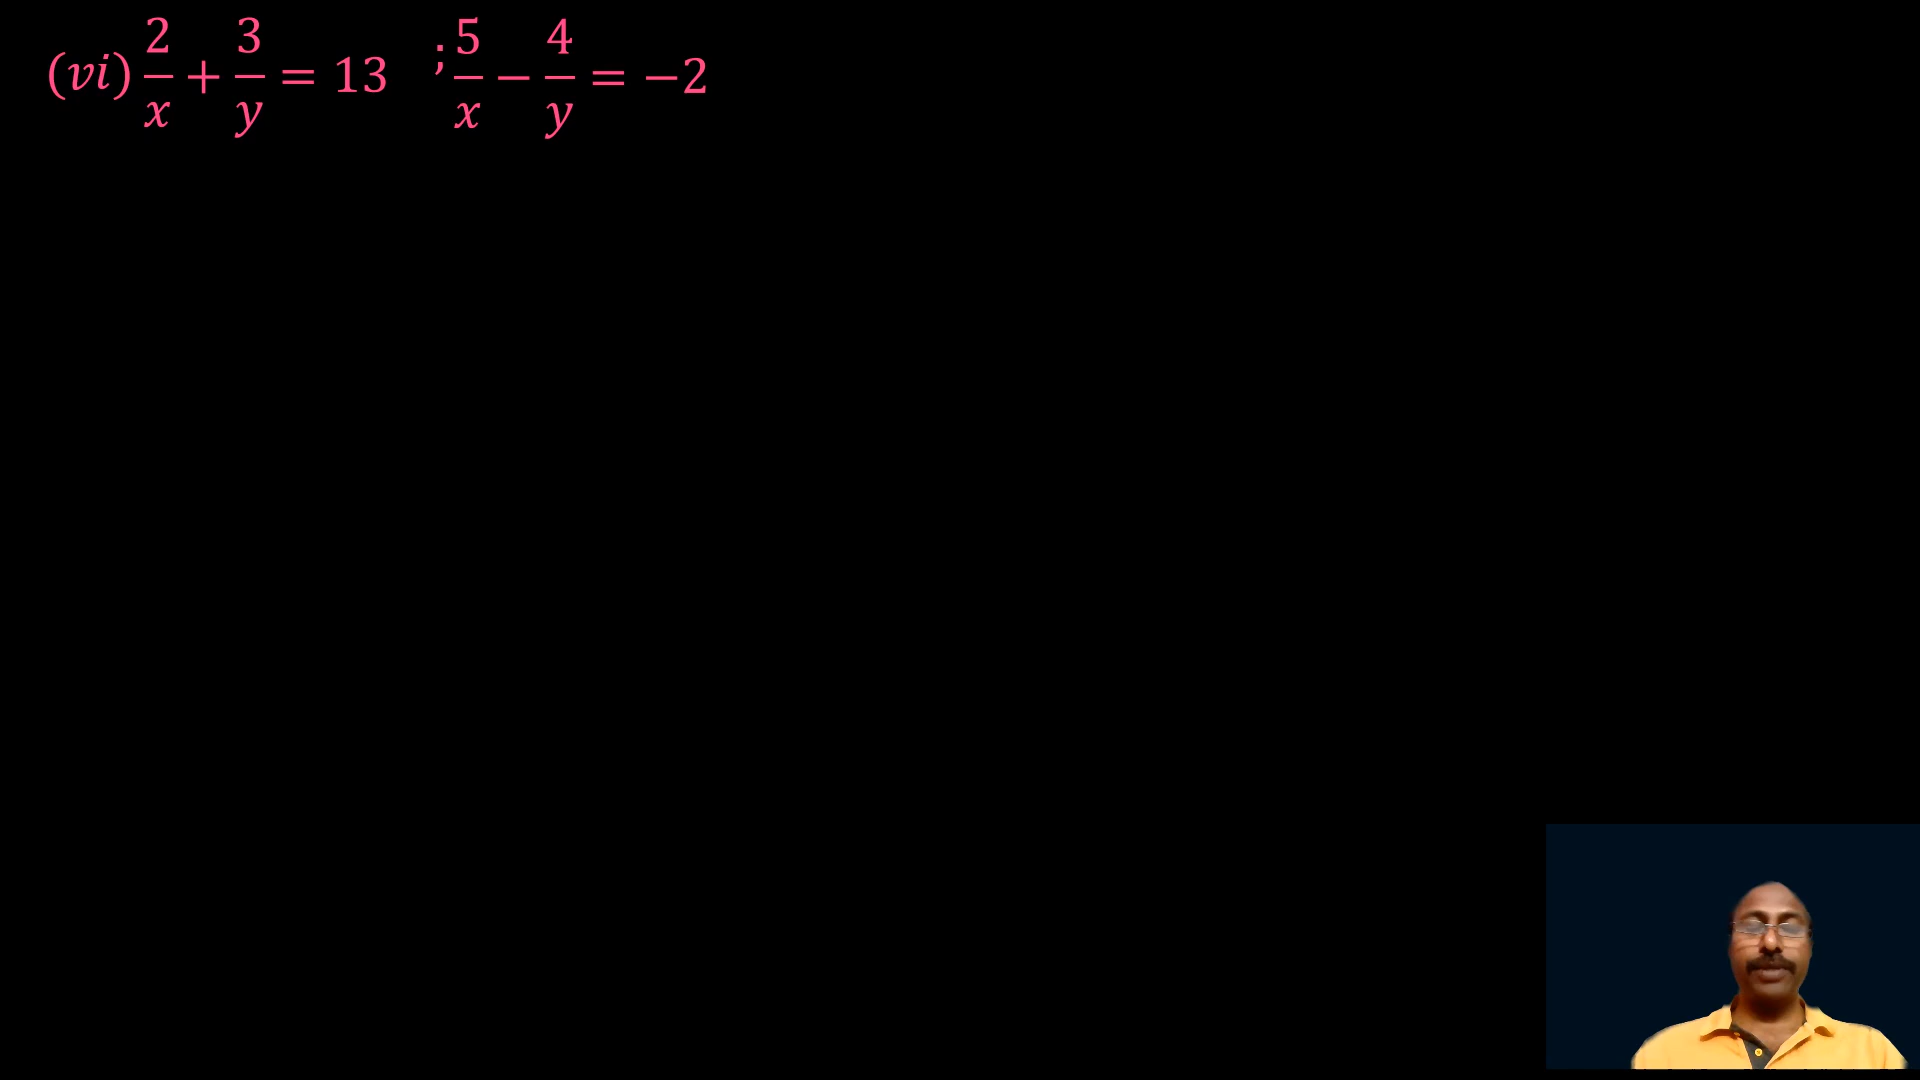 (vi) 2/x + 3/y = 13 ; 5/x − 4/y = −2